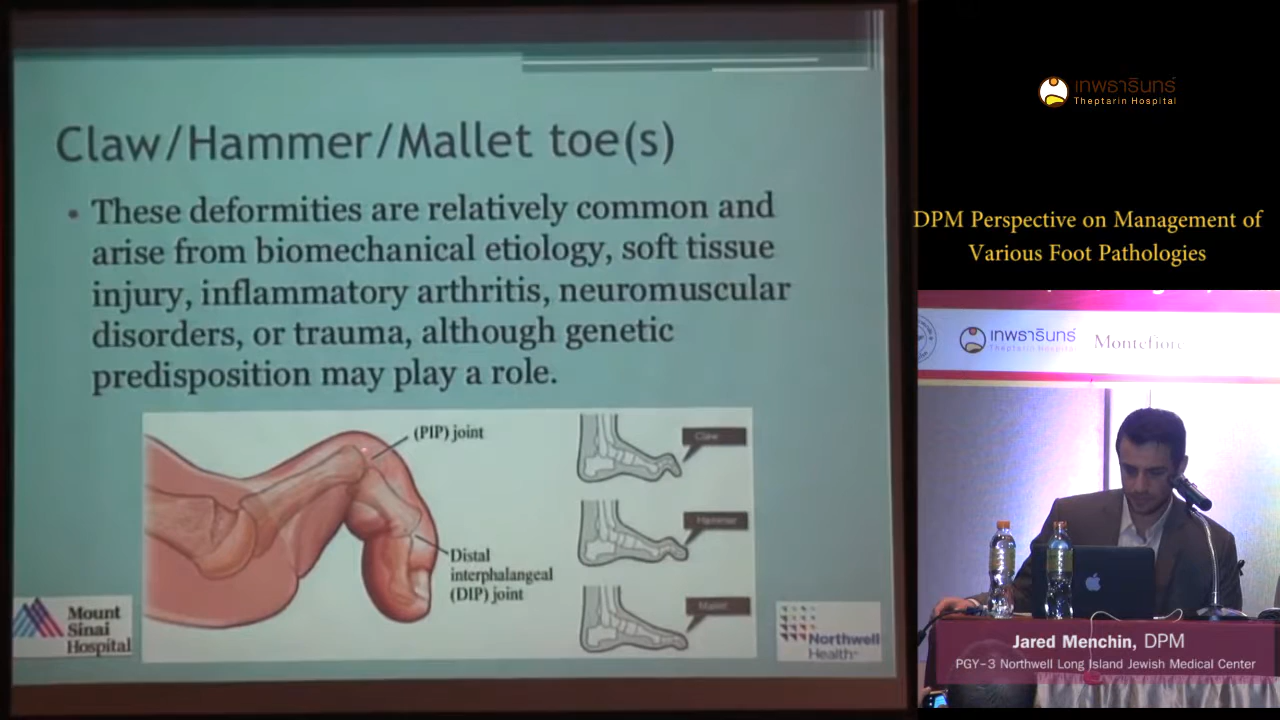 Claw/Hammer/Mallet toe(s)
• These deformities are relatively common and
arise from biomechanical etiology, soft tissue
injury, inflammatory arthritis, neuromuscular
disorders, or trauma, although genetic
predisposition may play a role.
(PIP) joint
Distal
interphalangeal
(DIP) joint
Claw
Hammer
Mallet
Mount
Sinai
Hospital
Northwell
Health
เทพธารินทร์
Theptarin Hospital
DPM Perspective on Management of
Various Foot Pathologies
เทพธารินทร์
Theptarin Hospital
Montefiore
Jared Menchin, DPM
PGY-3 Northwell Long Island Jewish Medical Center